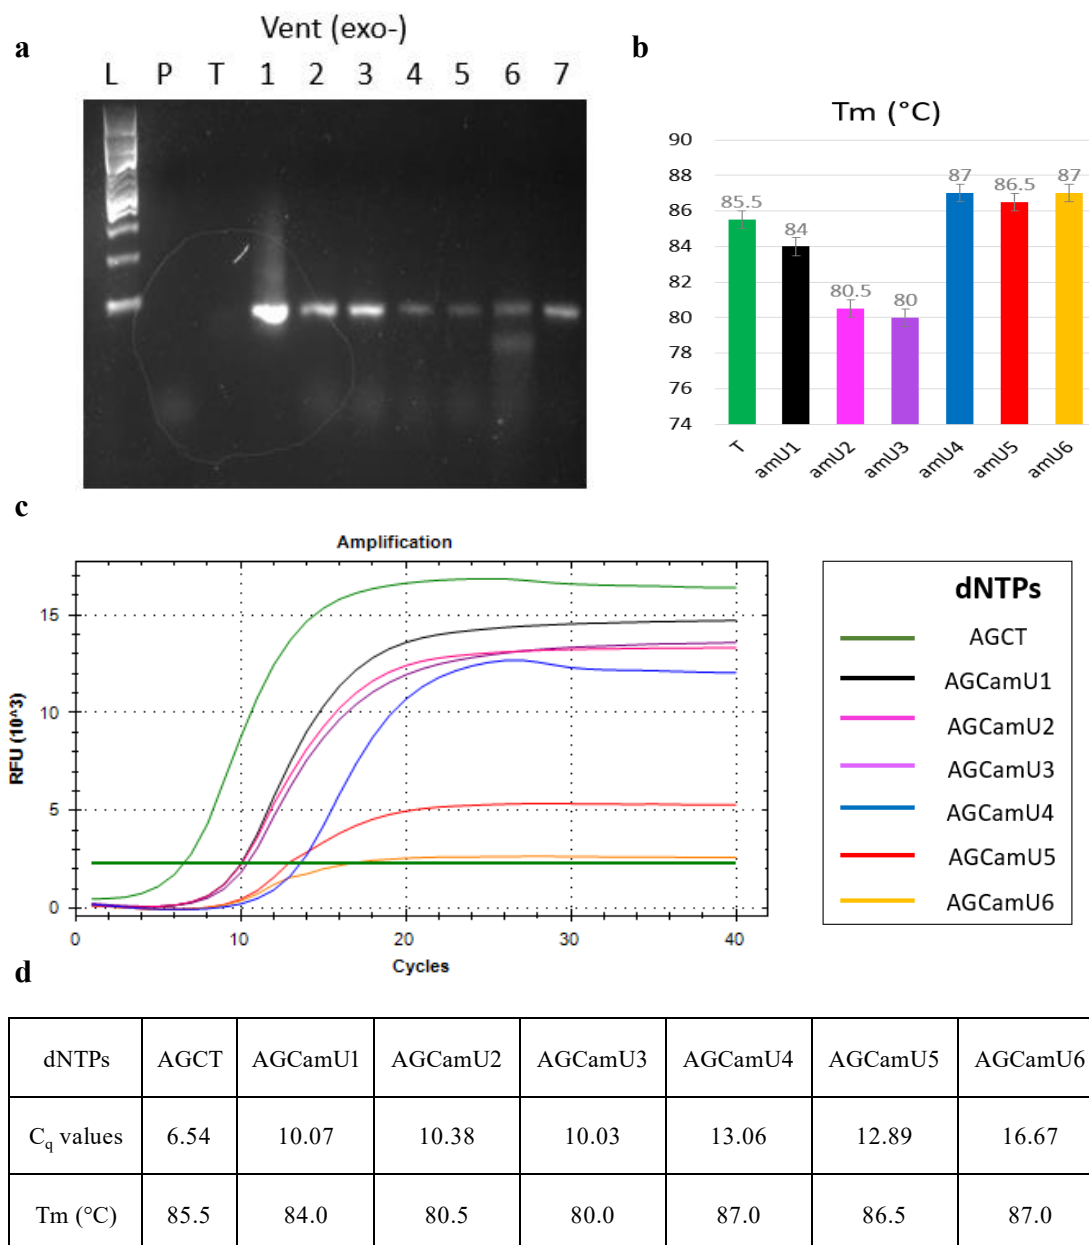 a
Vent (exo-)
L P T 1 2 3 4 5 6 7
b
Tm (°C)
90
88
86
84
82
80
78
76
74
85.5
84
80.5
80
87
86.5
87
T
amU1
amU2
amU3
amU4
amU5
amU6
c
Amplification
RFU (10^3)
15
10
5
0
0 10 20 30 40
Cycles
dNTPs
AGCT
AGCamU1
AGCamU2
AGCamU3
AGCamU4
AGCamU5
AGCamU6
d
dNTPs AGCT AGCamU1 AGCamU2 AGCamU3 AGCamU4 AGCamU5 AGCamU6
Cq values 6.54 10.07 10.38 10.03 13.06 12.89 16.67
Tm (°C) 85.5 84.0 80.5 80.0 87.0 86.5 87.0